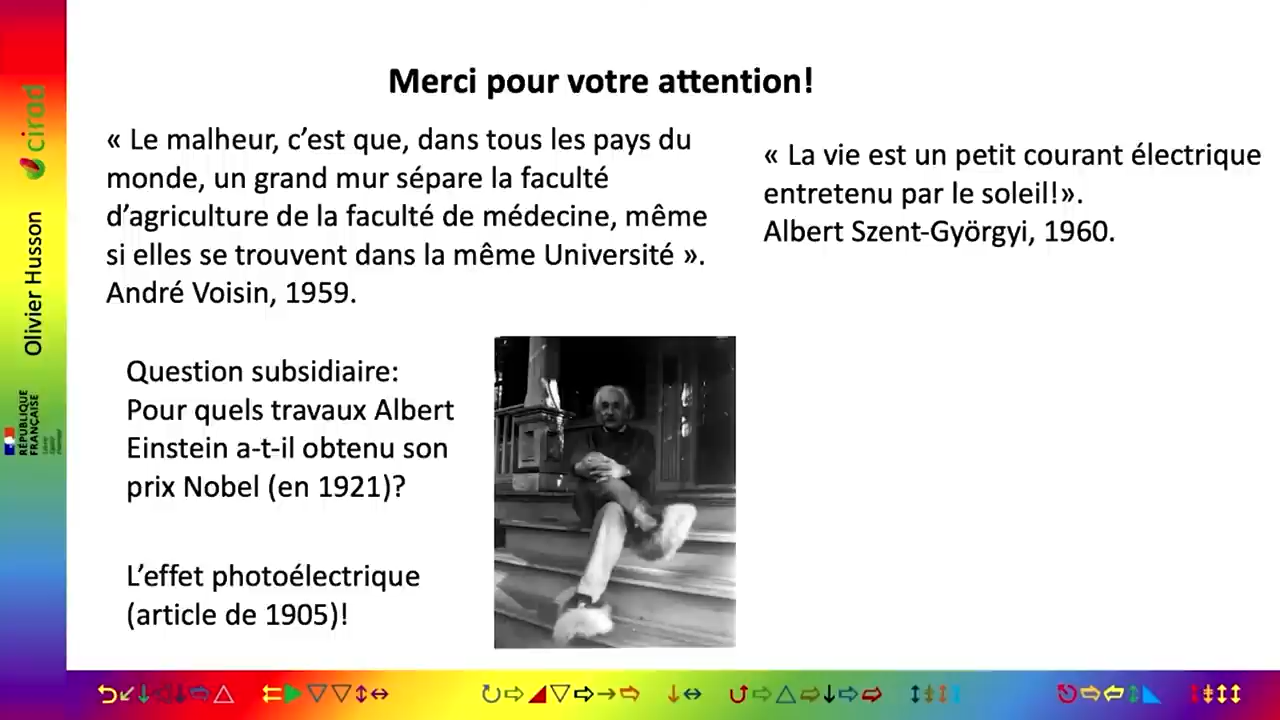 Merci pour votre attention!
« Le malheur, c’est que, dans tous les pays du
monde, un grand mur sépare la faculté
d’agriculture de la faculté de médecine, même
si elles se trouvent dans la même Université ».
André Voisin, 1959.
« La vie est un petit courant électrique
entretenu par le soleil!».
Albert Szent-Györgyi, 1960.
Question subsidiaire:
Pour quels travaux Albert
Einstein a-t-il obtenu son
prix Nobel (en 1921)?
L’effet photoélectrique
(article de 1905)!
cirad
Olivier Husson
RÉPUBLIQUE
FRANÇAISE